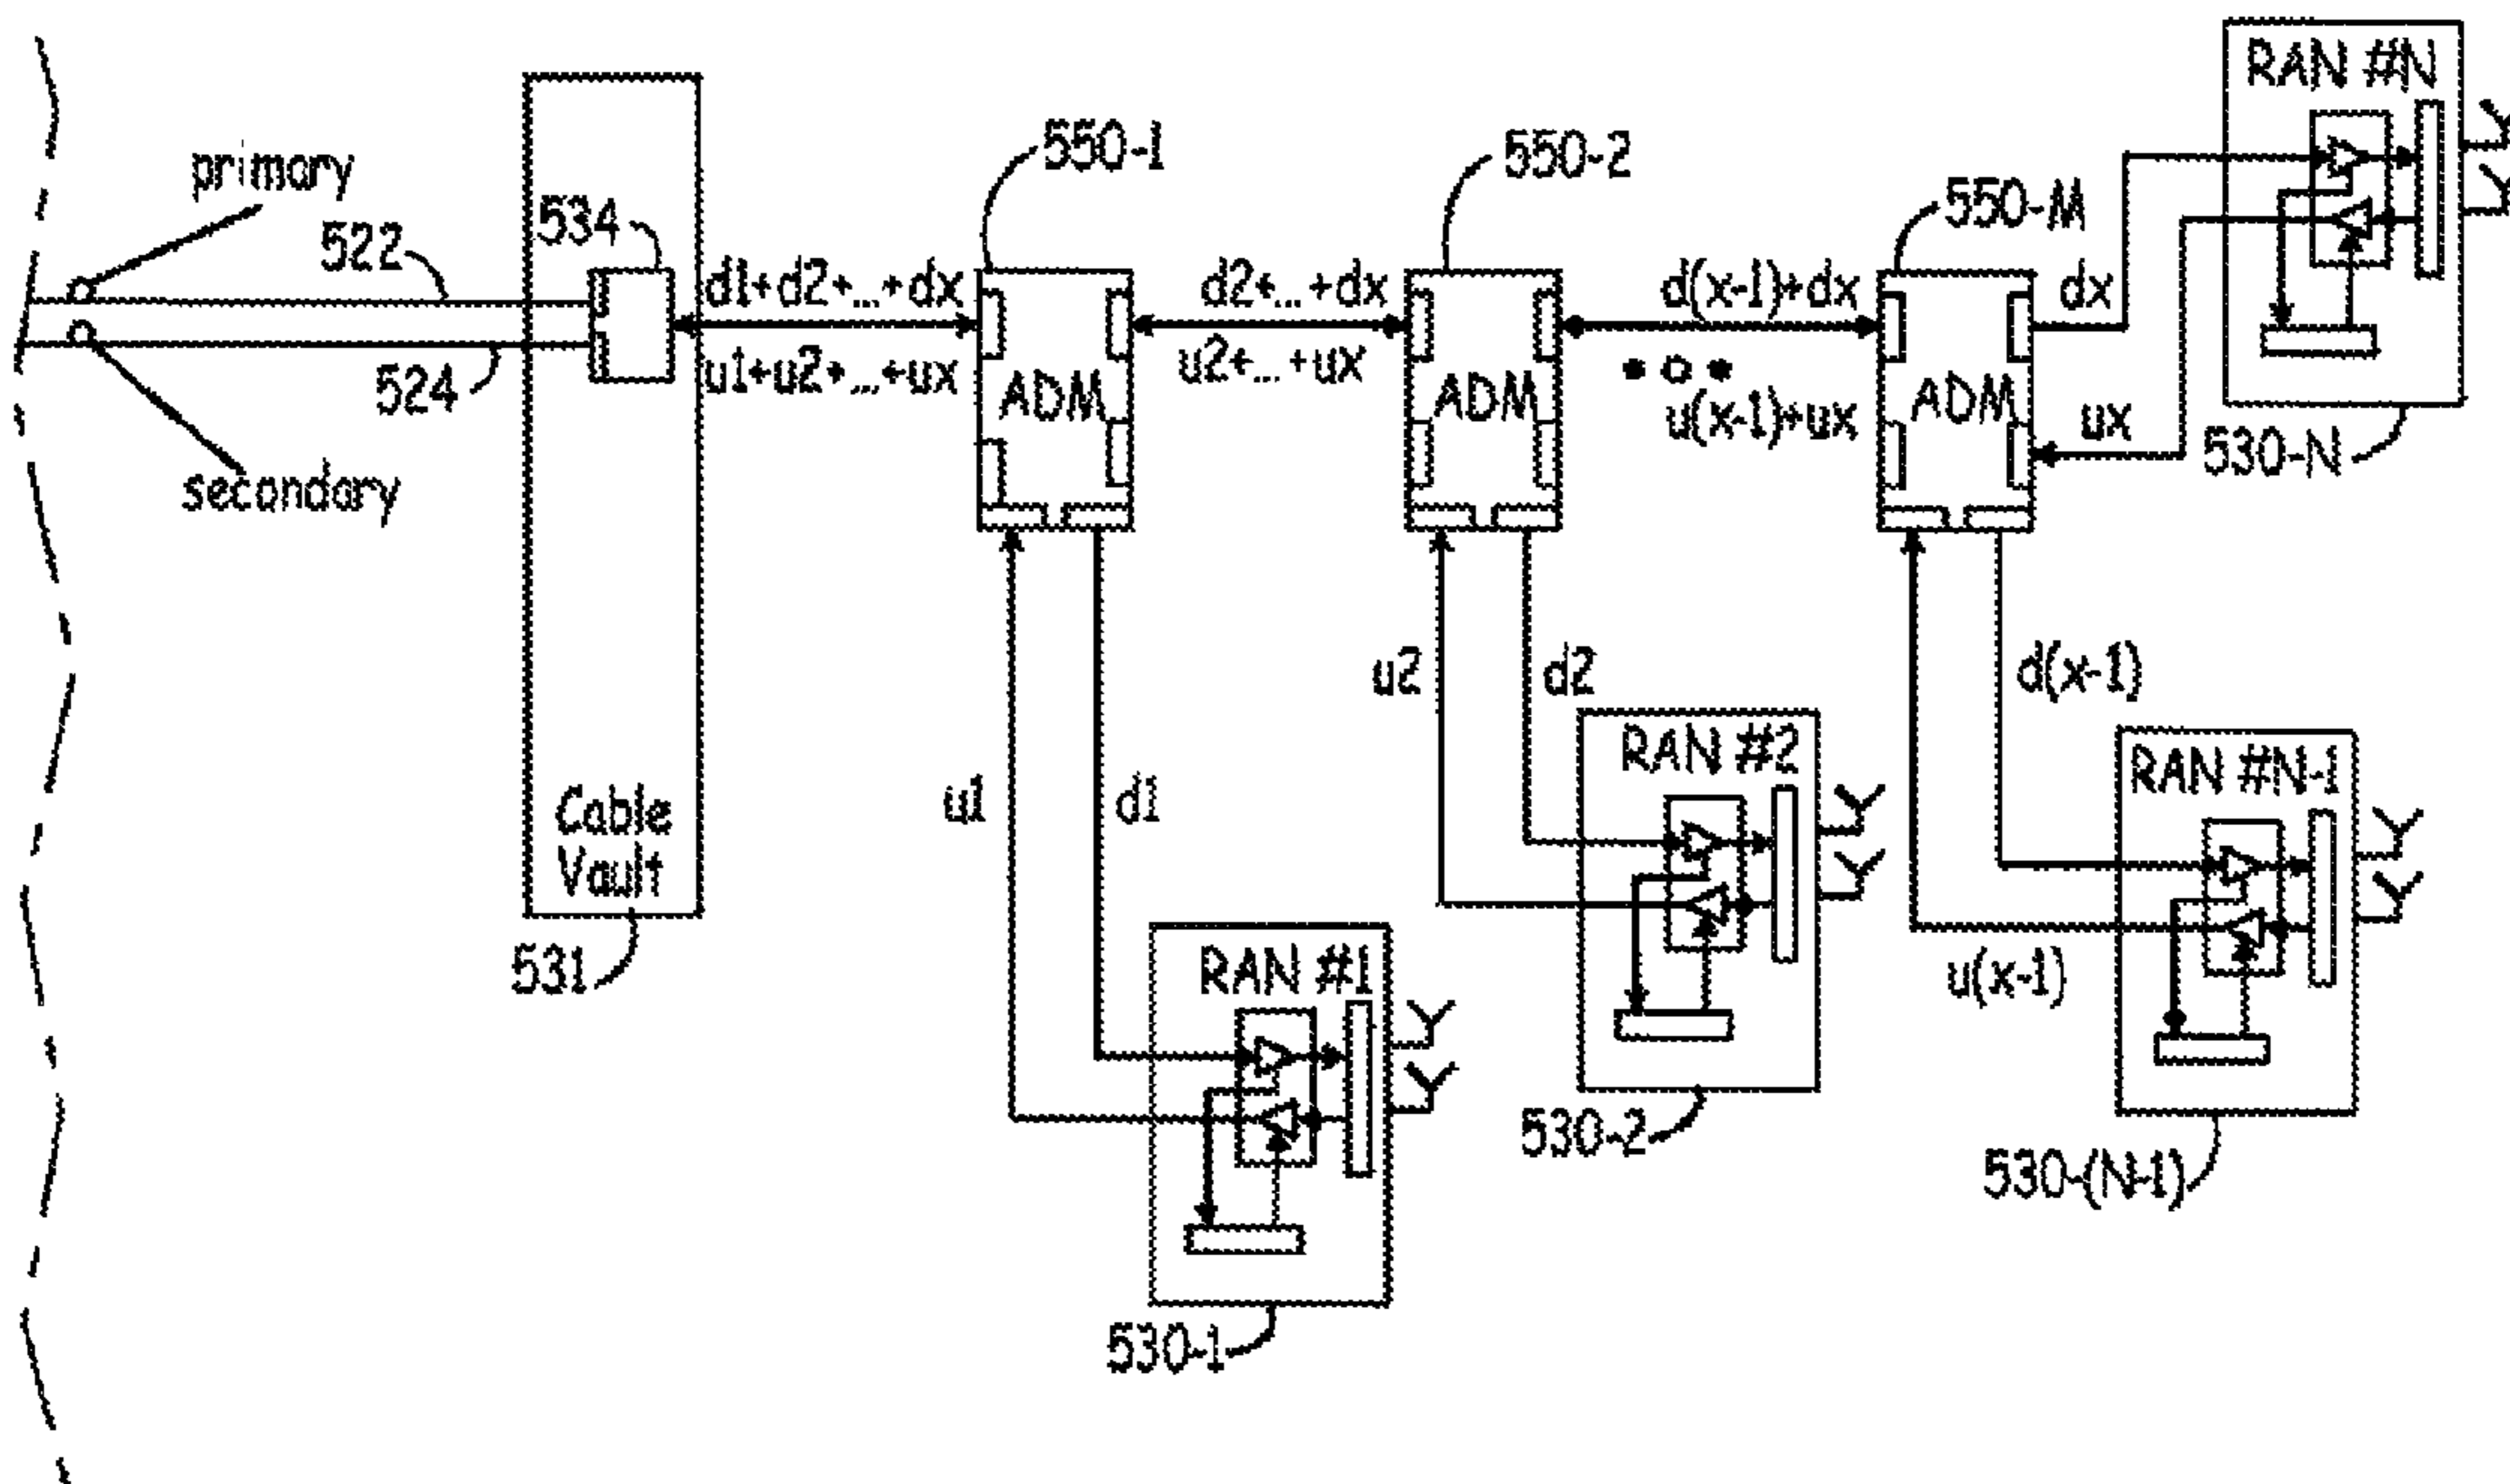 RAN #N
550-1
550-2
primary
550-M
534
522
d1+d2+...+dx
d2+...+dx
d(x-1)+dx
dx
u1+u2+...+ux
u2+...+ux
524
ADM
ADM
u(x-1)+ux
ADM
ux
530-N
secondary
u2
d2
d(x-1)
RAN #2
RAN #N-1
u1
d1
Cable
Vault
531
RAN #1
u(x-1)
530-2
530-(N-1)
530-1